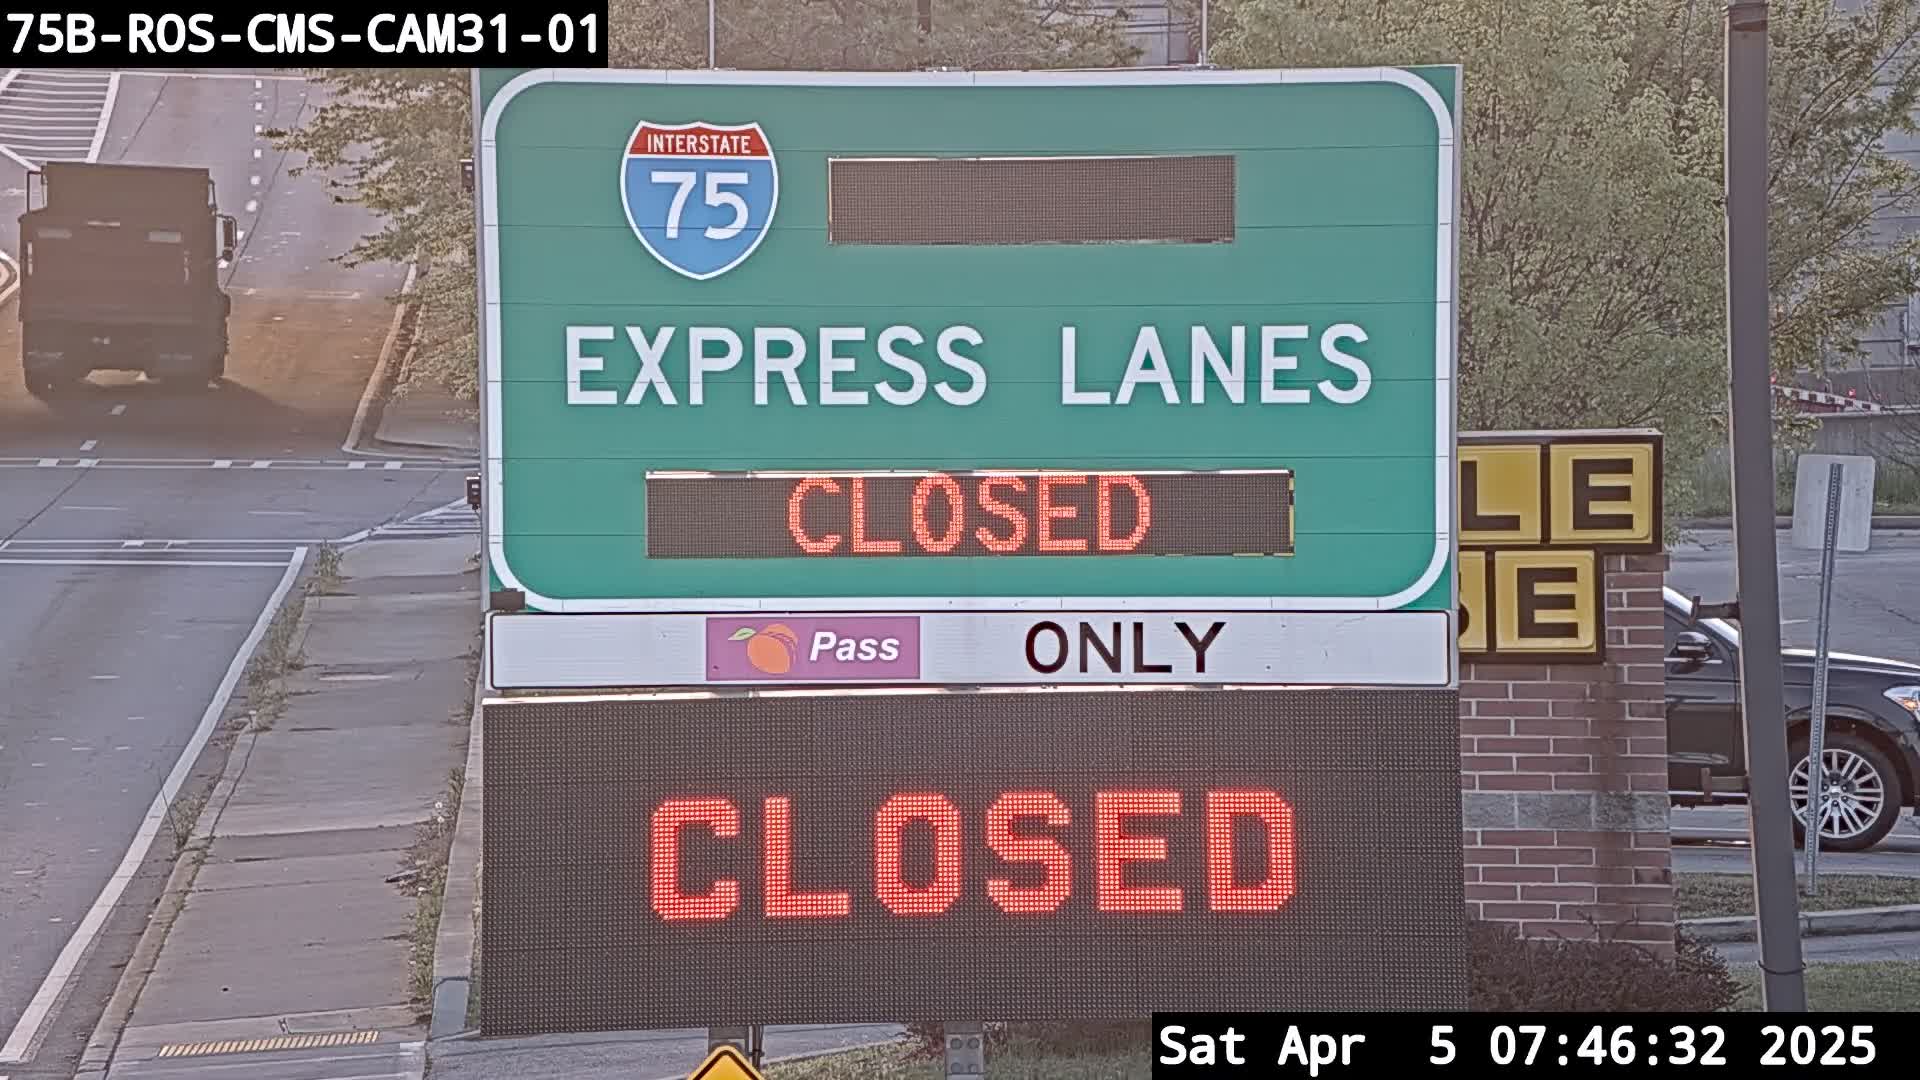 75B-ROS-CMS-CAM31-01
INTERSTATE
75
EXPRESS LANES
CLOSED
Pass ONLY
CLOSED
LE
E
Sat Apr 5 07:46:32 2025